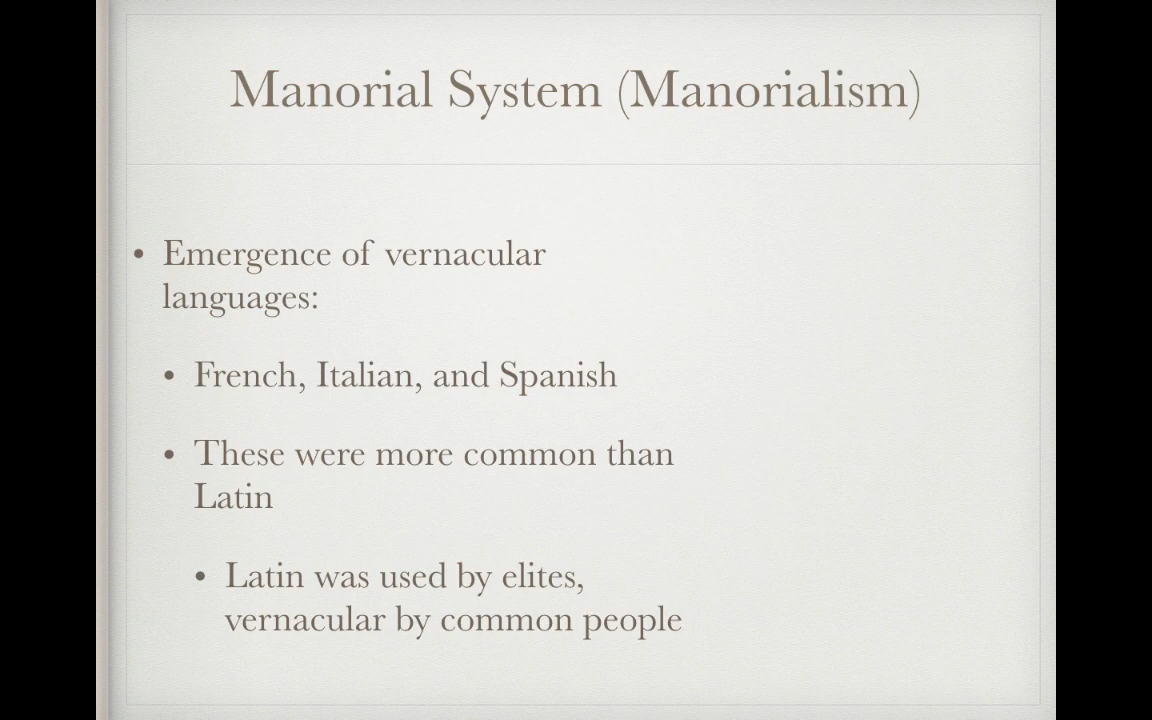 Manorial System (Manorialism)
• Emergence of vernacular
languages:
• French, Italian, and Spanish
• These were more common than
Latin
• Latin was used by elites,
vernacular by common people